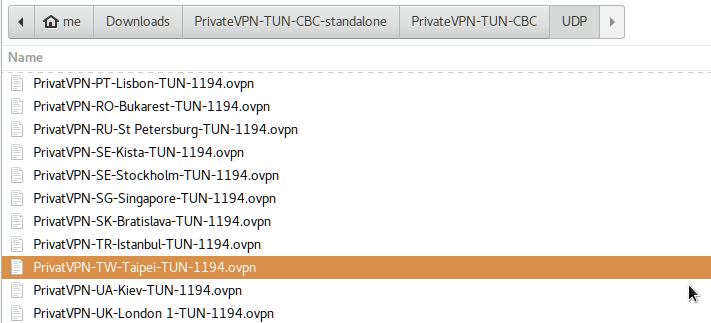 me Downloads PrivateVPN-TUN-CBC-standalone PrivateVPN-TUN-CBC UDP
Name
PrivatVPN-PT-Lisbon-TUN-1194.ovpn
PrivatVPN-RO-Bukarest-TUN-1194.ovpn
PrivatVPN-RU-St Petersburg-TUN-1194.ovpn
PrivatVPN-SE-Kista-TUN-1194.ovpn
PrivatVPN-SE-Stockholm-TUN-1194.ovpn
PrivatVPN-SG-Singapore-TUN-1194.ovpn
PrivatVPN-SK-Bratislava-TUN-1194.ovpn
PrivatVPN-TR-Istanbul-TUN-1194.ovpn
PrivatVPN-TW-Taipei-TUN-1194.ovpn
PrivatVPN-UA-Kiev-TUN-1194.ovpn
PrivatVPN-UK-London 1-TUN-1194.ovpn